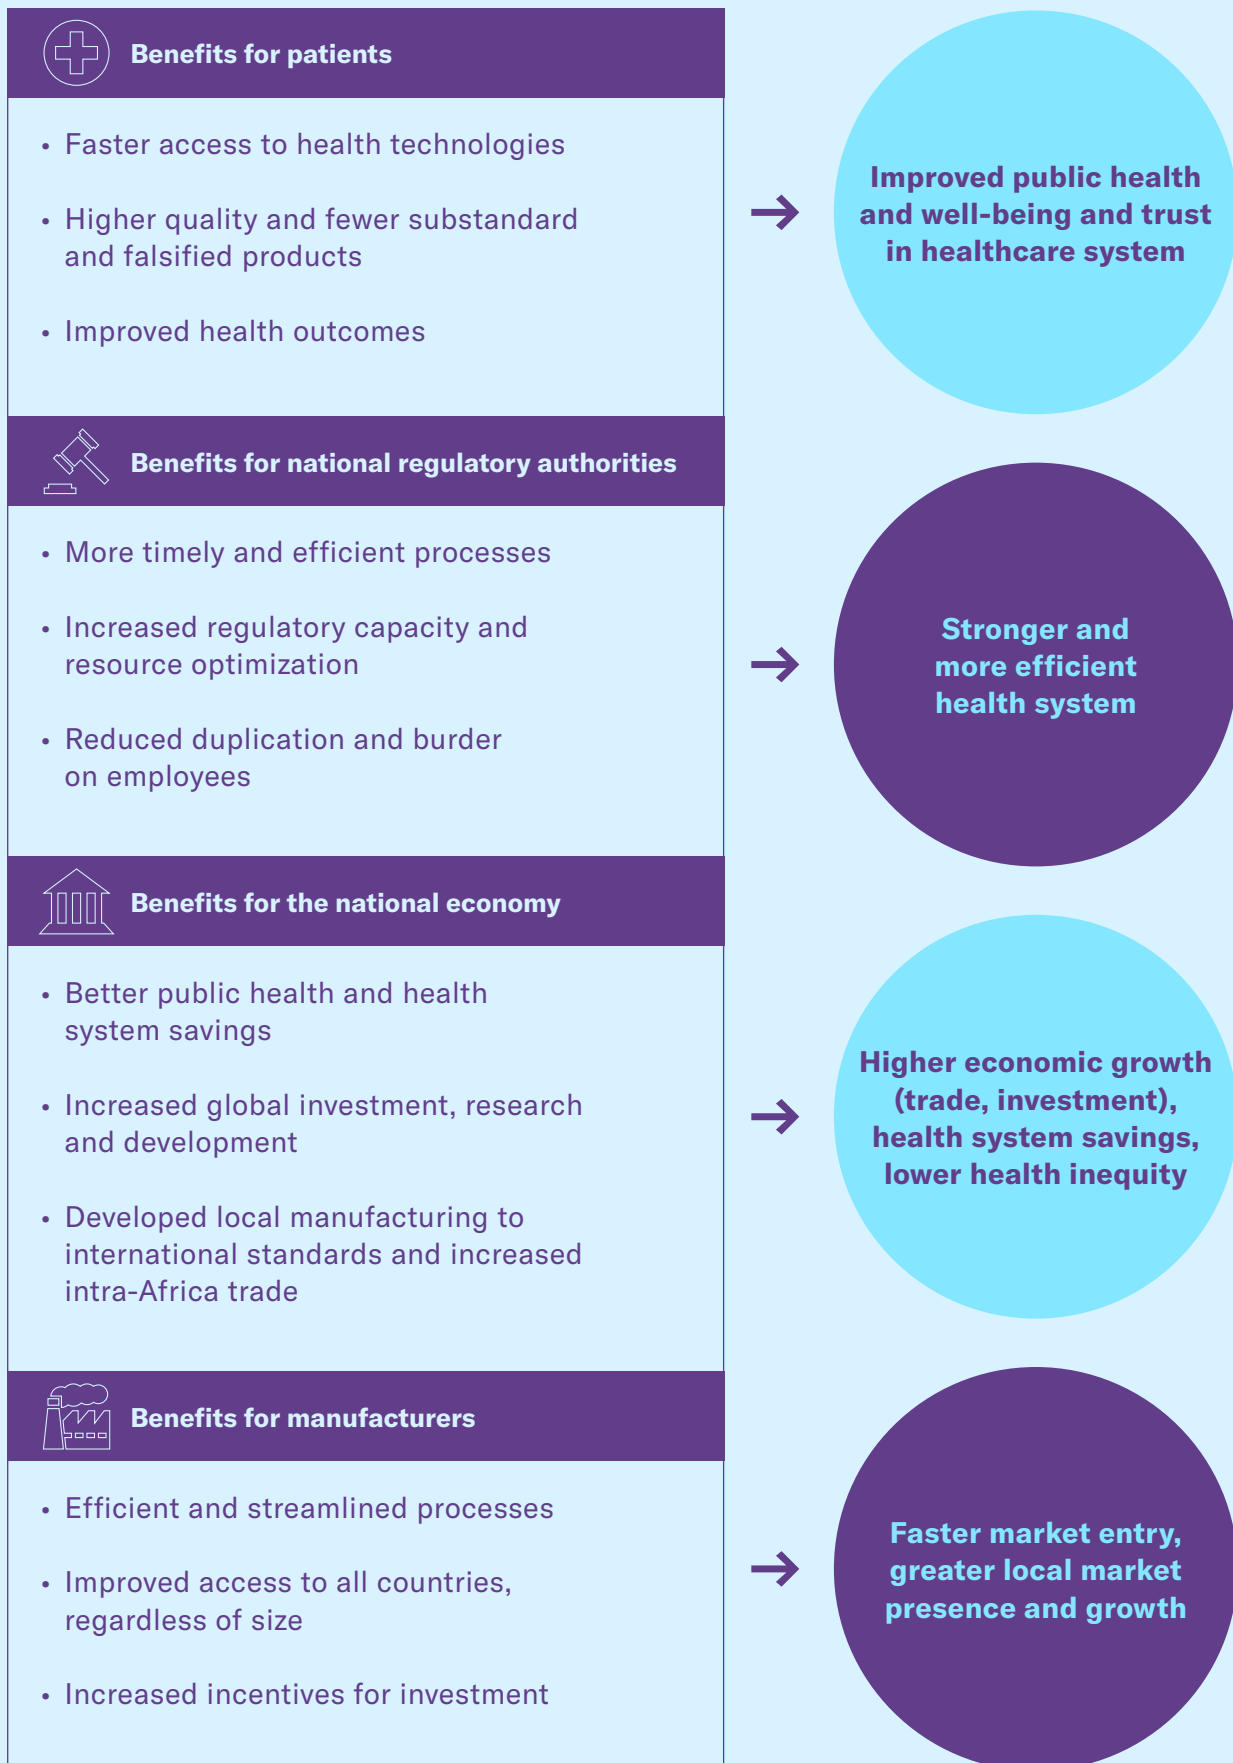 Benefits for patients
• Faster access to health technologies
• Higher quality and fewer substandard
and falsified products
• Improved health outcomes
Improved public health
and well-being and trust
in healthcare system
Benefits for national regulatory authorities
• More timely and efficient processes
• Increased regulatory capacity and
resource optimization
• Reduced duplication and burder
on employees
Stronger and
more efficient
health system
Benefits for the national economy
• Better public health and health
system savings
• Increased global investment, research
and development
• Developed local manufacturing to
international standards and increased
intra-Africa trade
Higher economic growth
(trade, investment),
health system savings,
lower health inequity
Benefits for manufacturers
• Efficient and streamlined processes
• Improved access to all countries,
regardless of size
• Increased incentives for investment
Faster market entry,
greater local market
presence and growth